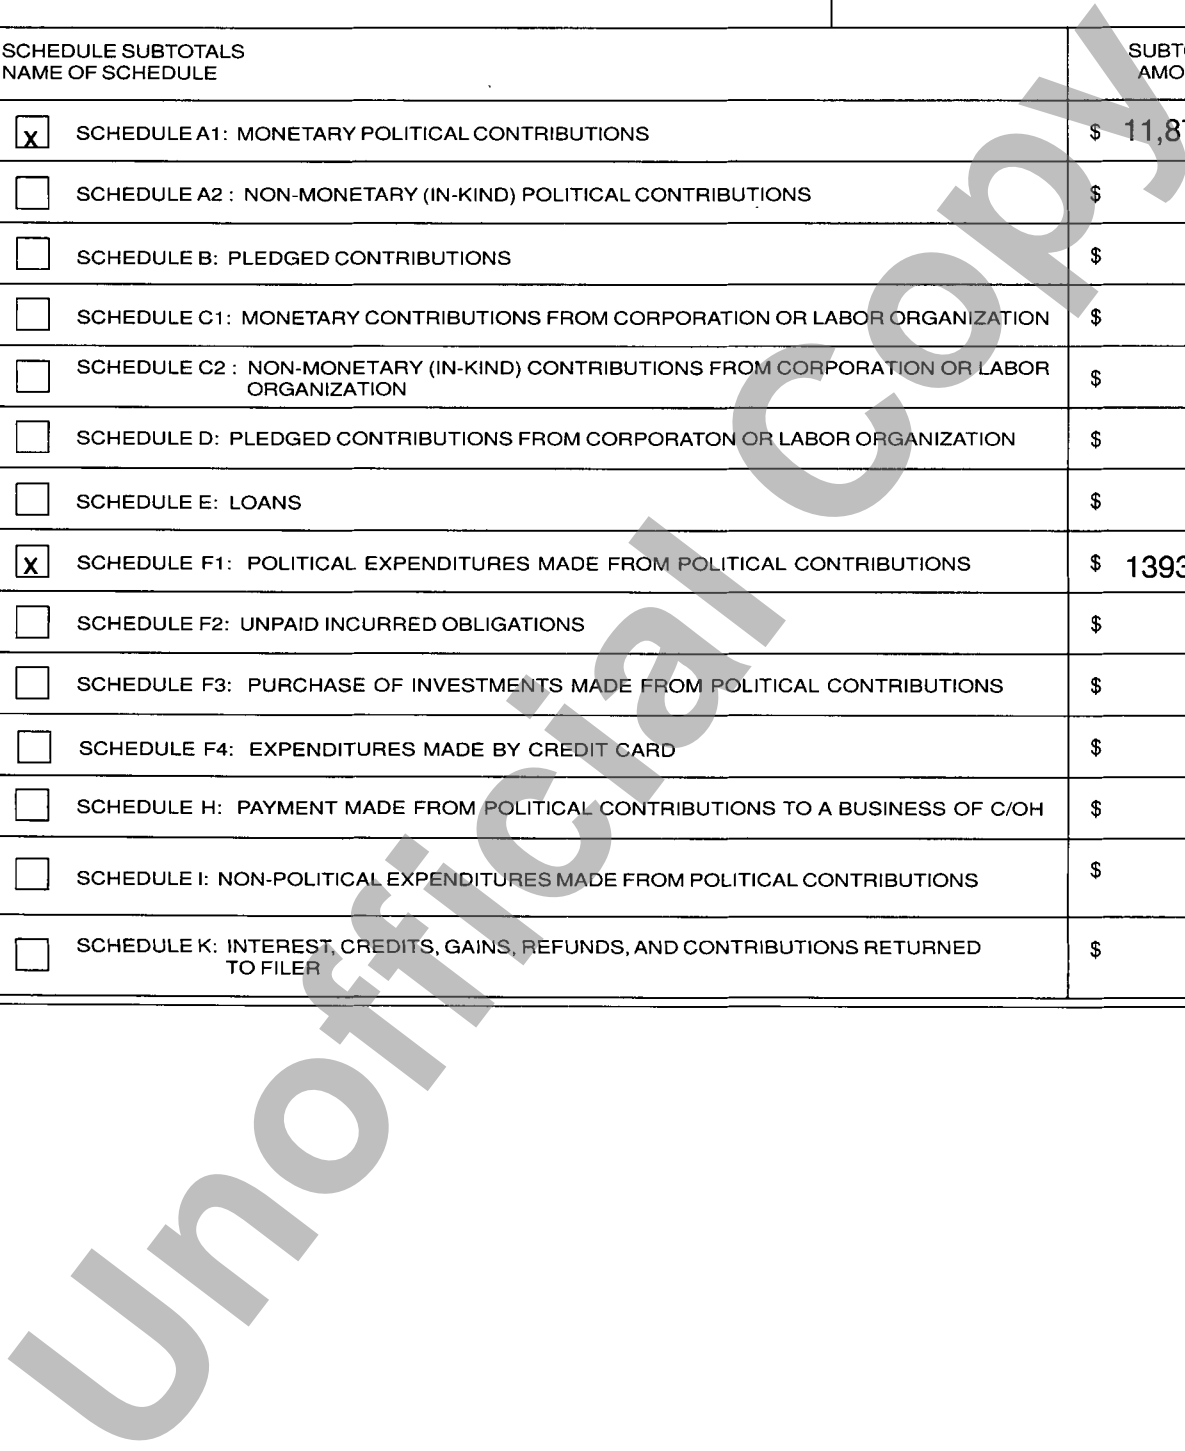 SCHEDULE SUBTOTALS
NAME OF SCHEDULE
X SCHEDULE A1: MONETARY POLITICAL CONTRIBUTIONS $ 11,8
SCHEDULE A2 : NON-MONETARY (IN-KIND) POLITICAL CONTRIBUTIONS $
SCHEDULE B: PLEDGED CONTRIBUTIONS $
SCHEDULE C1: MONETARY CONTRIBUTIONS FROM CORPORATION OR LABOR ORGANIZATION $
SCHEDULE C2 : NON-MONETARY (IN-KIND) CONTRIBUTIONS FROM CORPORATION OR LABOR $
ORGANIZATION
SCHEDULE D: PLEDGED CONTRIBUTIONS FROM CORPORATON OR LABOR ORGANIZATION $
SCHEDULE E: LOANS $
X SCHEDULE F1: POLITICAL EXPENDITURES MADE FROM POLITICAL CONTRIBUTIONS $ 1393
SCHEDULE F2: UNPAID INCURRED OBLIGATIONS $
SCHEDULE F3: PURCHASE OF INVESTMENTS MADE FROM POLITICAL CONTRIBUTIONS $
SCHEDULE F4: EXPENDITURES MADE BY CREDIT CARD $
SCHEDULE H: PAYMENT MADE FROM POLITICAL CONTRIBUTIONS TO A BUSINESS OF C/OH $
SCHEDULE I: NON-POLITICAL EXPENDITURES MADE FROM POLITICAL CONTRIBUTIONS $
SCHEDULE K: INTEREST, CREDITS, GAINS, REFUNDS, AND CONTRIBUTIONS RETURNED $
TO FILER
Unofficial Copy